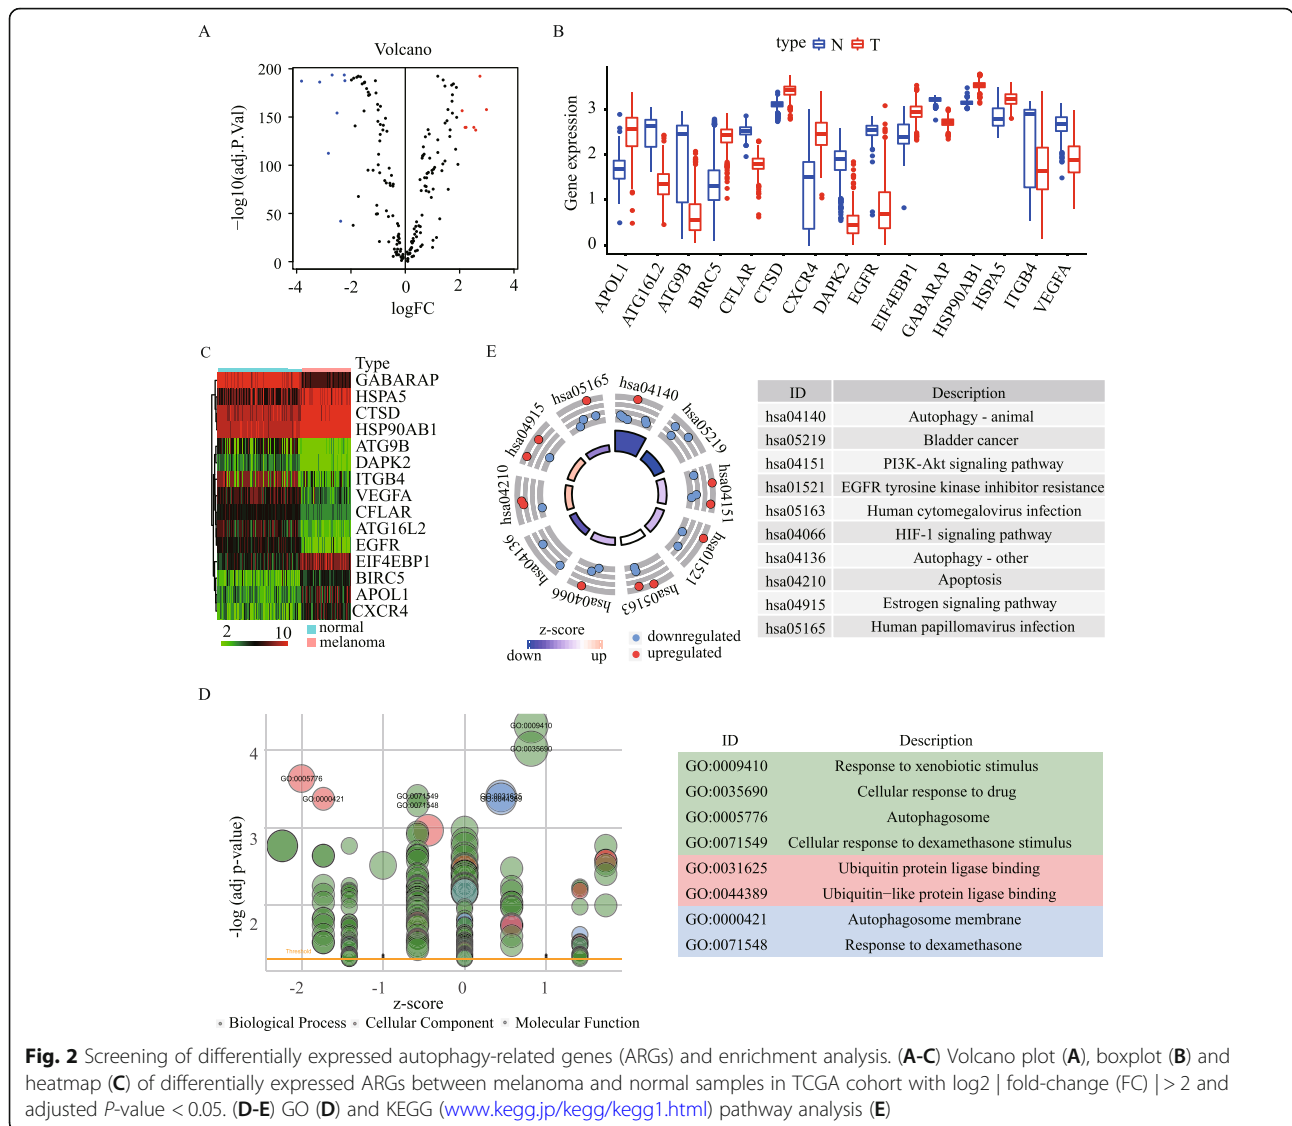 A
Volcano
200
150
100
50
0
−log10(adj.P.Val)
-4
-2
0
2
4
logFC
B
type N T
Gene expression
3
2
1
0
APOL1
ATG16L2
ATG9B
BIRC5
CFLAR
CTSD
CXCR4
DAPK2
EGFR
EIF4EBP1
GABARAP
HSP90AB1
HSPA5
ITGB4
VEGFA
C
Type
GABARAP
HSPA5
CTSD
HSP90AB1
ATG9B
DAPK2
ITGB4
VEGFA
CFLAR
ATG16L2
EGFR
EIF4EBP1
BIRC5
APOL1
CXCR4
2 10
normal
melanoma
E
hsa04140
hsa05219
hsa04151
hsa01521
hsa05163
hsa04066
hsa04136
hsa04210
hsa04915
hsa05165
z-score
down up
downregulated
upregulated
ID Description
hsa04140 Autophagy - animal
hsa05219 Bladder cancer
hsa04151 PI3K-Akt signaling pathway
hsa01521 EGFR tyrosine kinase inhibitor resistance
hsa05163 Human cytomegalovirus infection
hsa04066 HIF-1 signaling pathway
hsa04136 Autophagy - other
hsa04210 Apoptosis
hsa04915 Estrogen signaling pathway
hsa05165 Human papillomavirus infection
D
-log (adj p-value)
4
3
2
GO:0009410
GO:0035690
GO:0005776
GO:0000421
GO:0071549
GO:0071548
GO:0031625
GO:0044389
Threshold
-2
-1
0
1
z-score
Biological Process Cellular Component Molecular Function
ID Description
GO:0009410 Response to xenobiotic stimulus
GO:0035690 Cellular response to drug
GO:0005776 Autophagosome
GO:0071549 Cellular response to dexamethasone stimulus
GO:0031625 Ubiquitin protein ligase binding
GO:0044389 Ubiquitin−like protein ligase binding
GO:0000421 Autophagosome membrane
GO:0071548 Response to dexamethasone
Fig. 2 Screening of differentially expressed autophagy-related genes (ARGs) and enrichment analysis. (A-C) Volcano plot (A), boxplot (B) and
heatmap (C) of differentially expressed ARGs between melanoma and normal samples in TCGA cohort with log2 | fold-change (FC) | > 2 and
adjusted P-value < 0.05. (D-E) GO (D) and KEGG (www.kegg.jp/kegg/kegg1.html) pathway analysis (E)